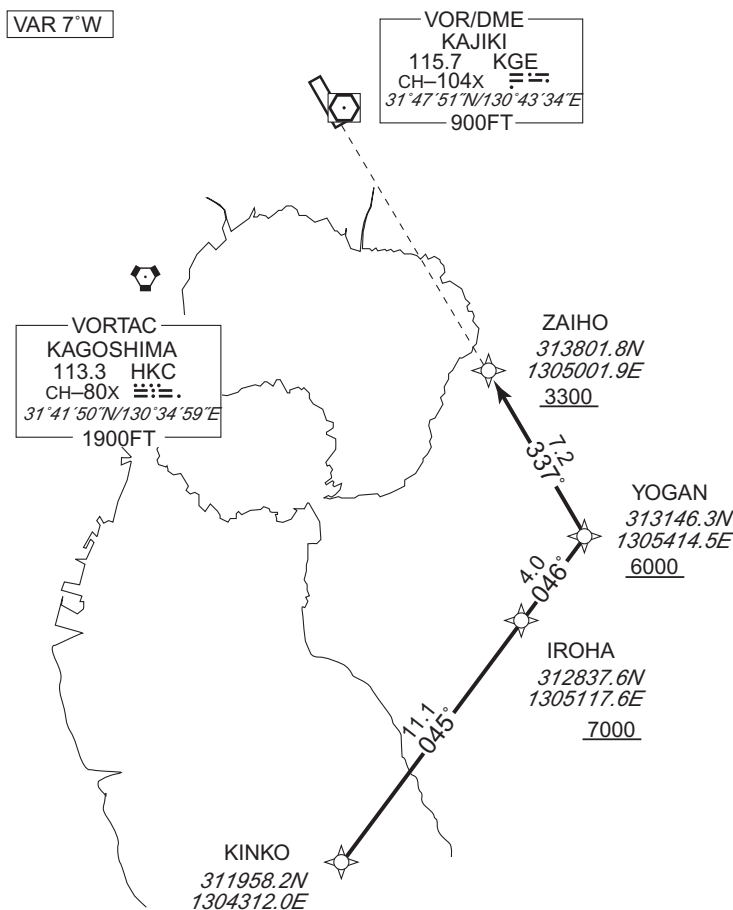 VAR 7˚W
VOR/DME
KAJIKI
115.7 KGE
CH–104X
31˚47´51˝N/130˚43´34˝E
900FT
VORTAC
KAGOSHIMA
113.3 HKC
CH–80X
31˚41´50˝N/130˚34´59˝E
1900FT
ZAIHO
313801.8N
1305001.9E
3300
7.2
337˚
YOGAN
313146.3N
1305414.5E
6000
4.0
046˚
IROHA
312837.6N
1305117.6E
7000
11.1
045˚
KINKO
311958.2N
1304312.0E